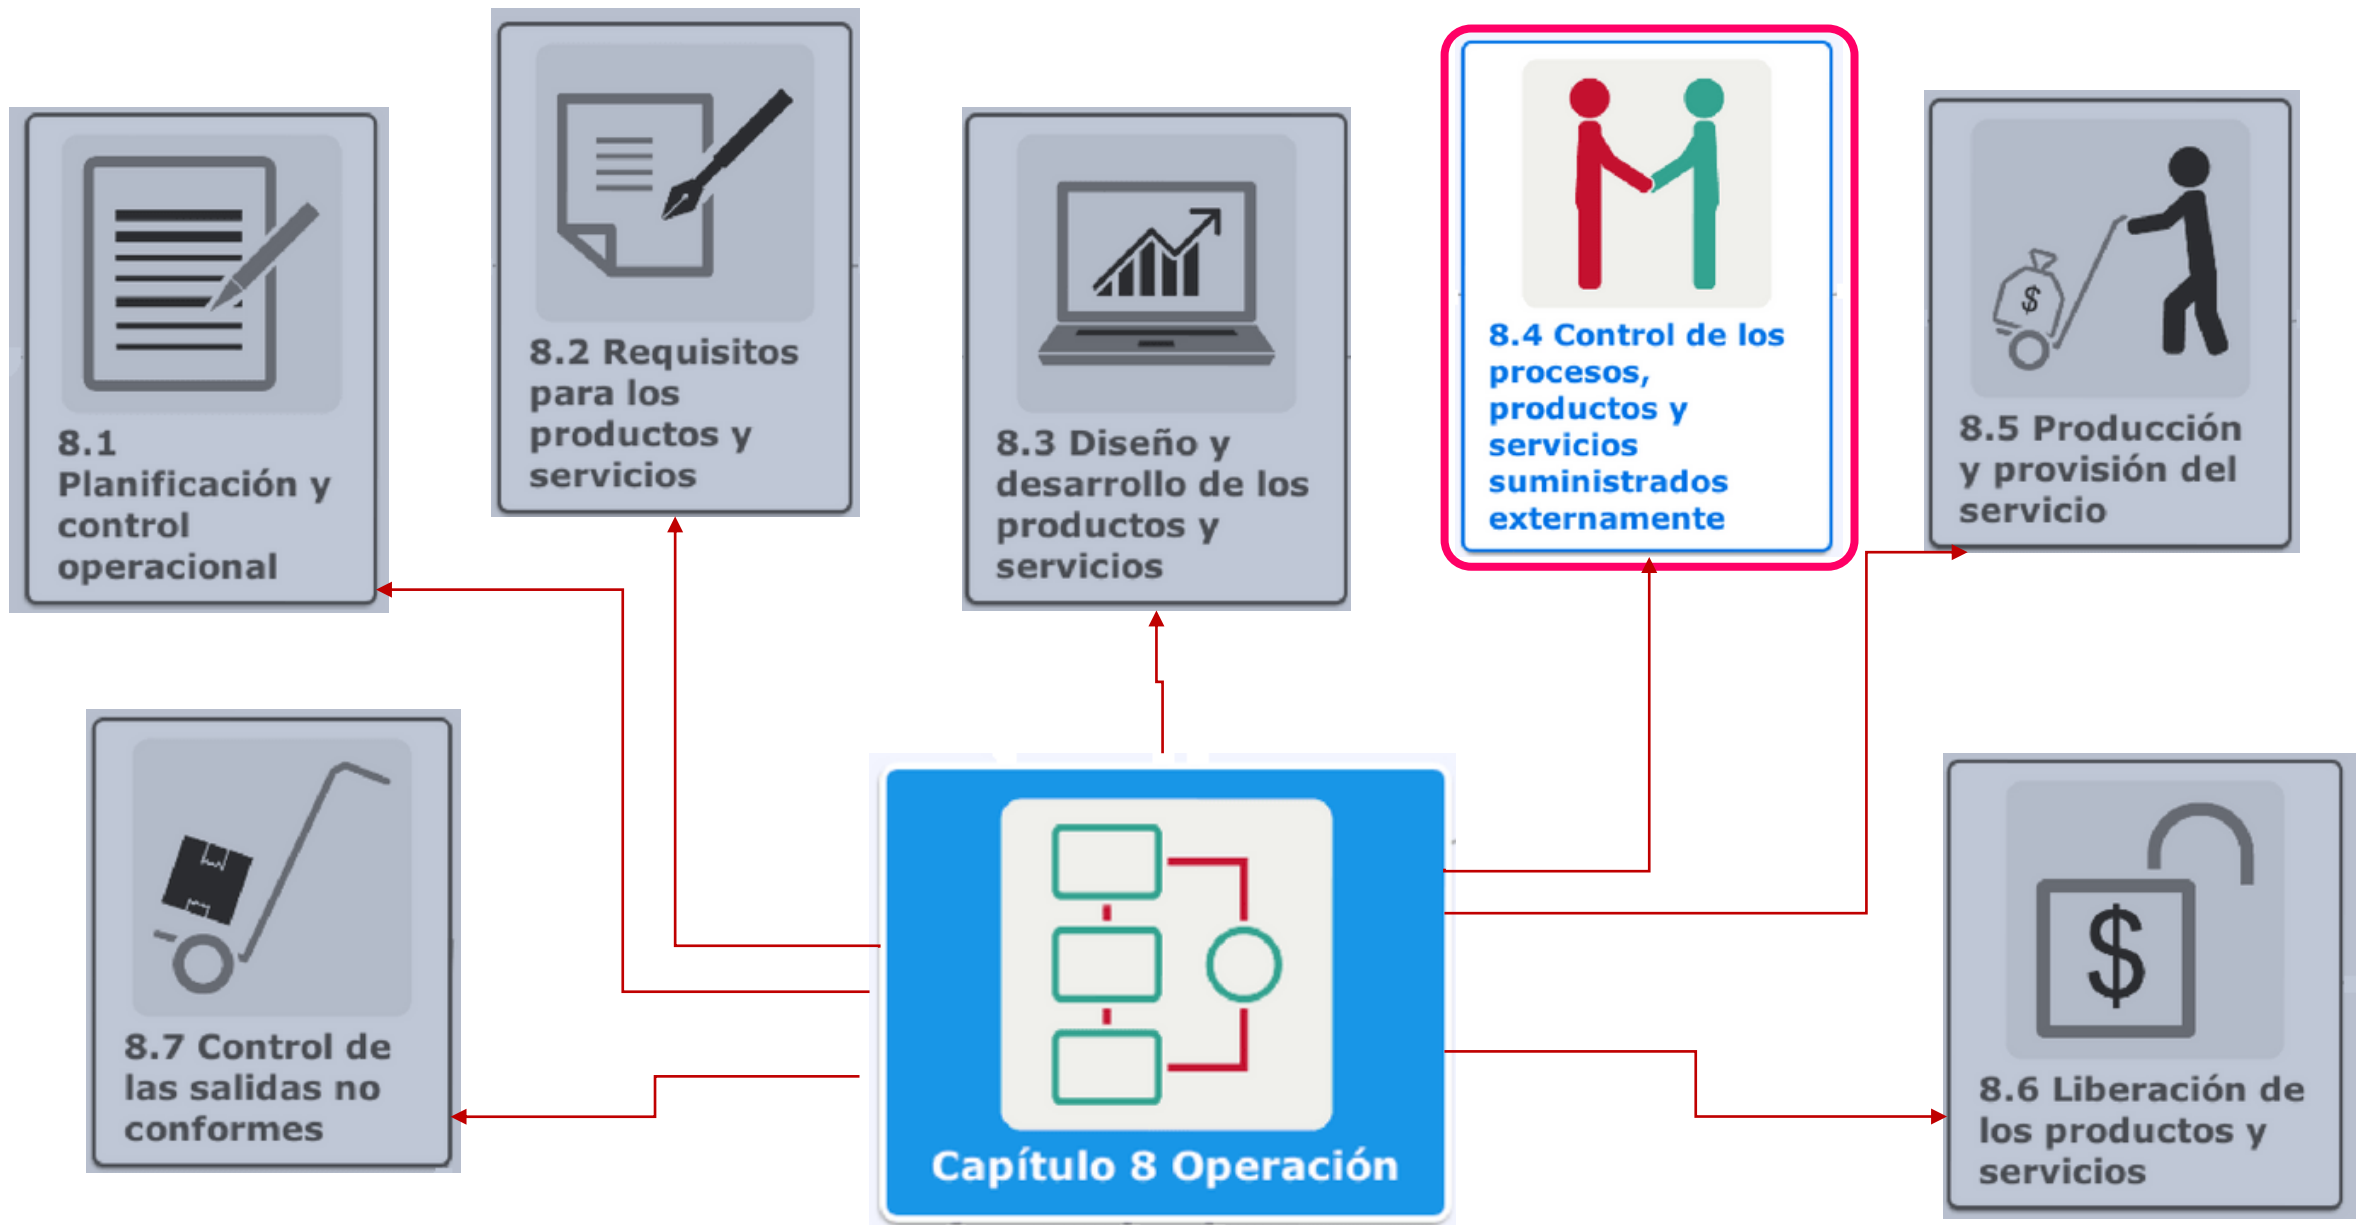 8.1
Planificación y
control
operacional
8.2 Requisitos
para los
productos y
servicios
8.3 Diseño y
desarrollo de los
productos y
servicios
8.4 Control de los
procesos,
productos y
servicios
suministrados
externamente
$
8.5 Producción
y provisión del
servicio
8.7 Control de
las salidas no
conformes
Capítulo 8 Operación
$
8.6 Liberación de
los productos y
servicios